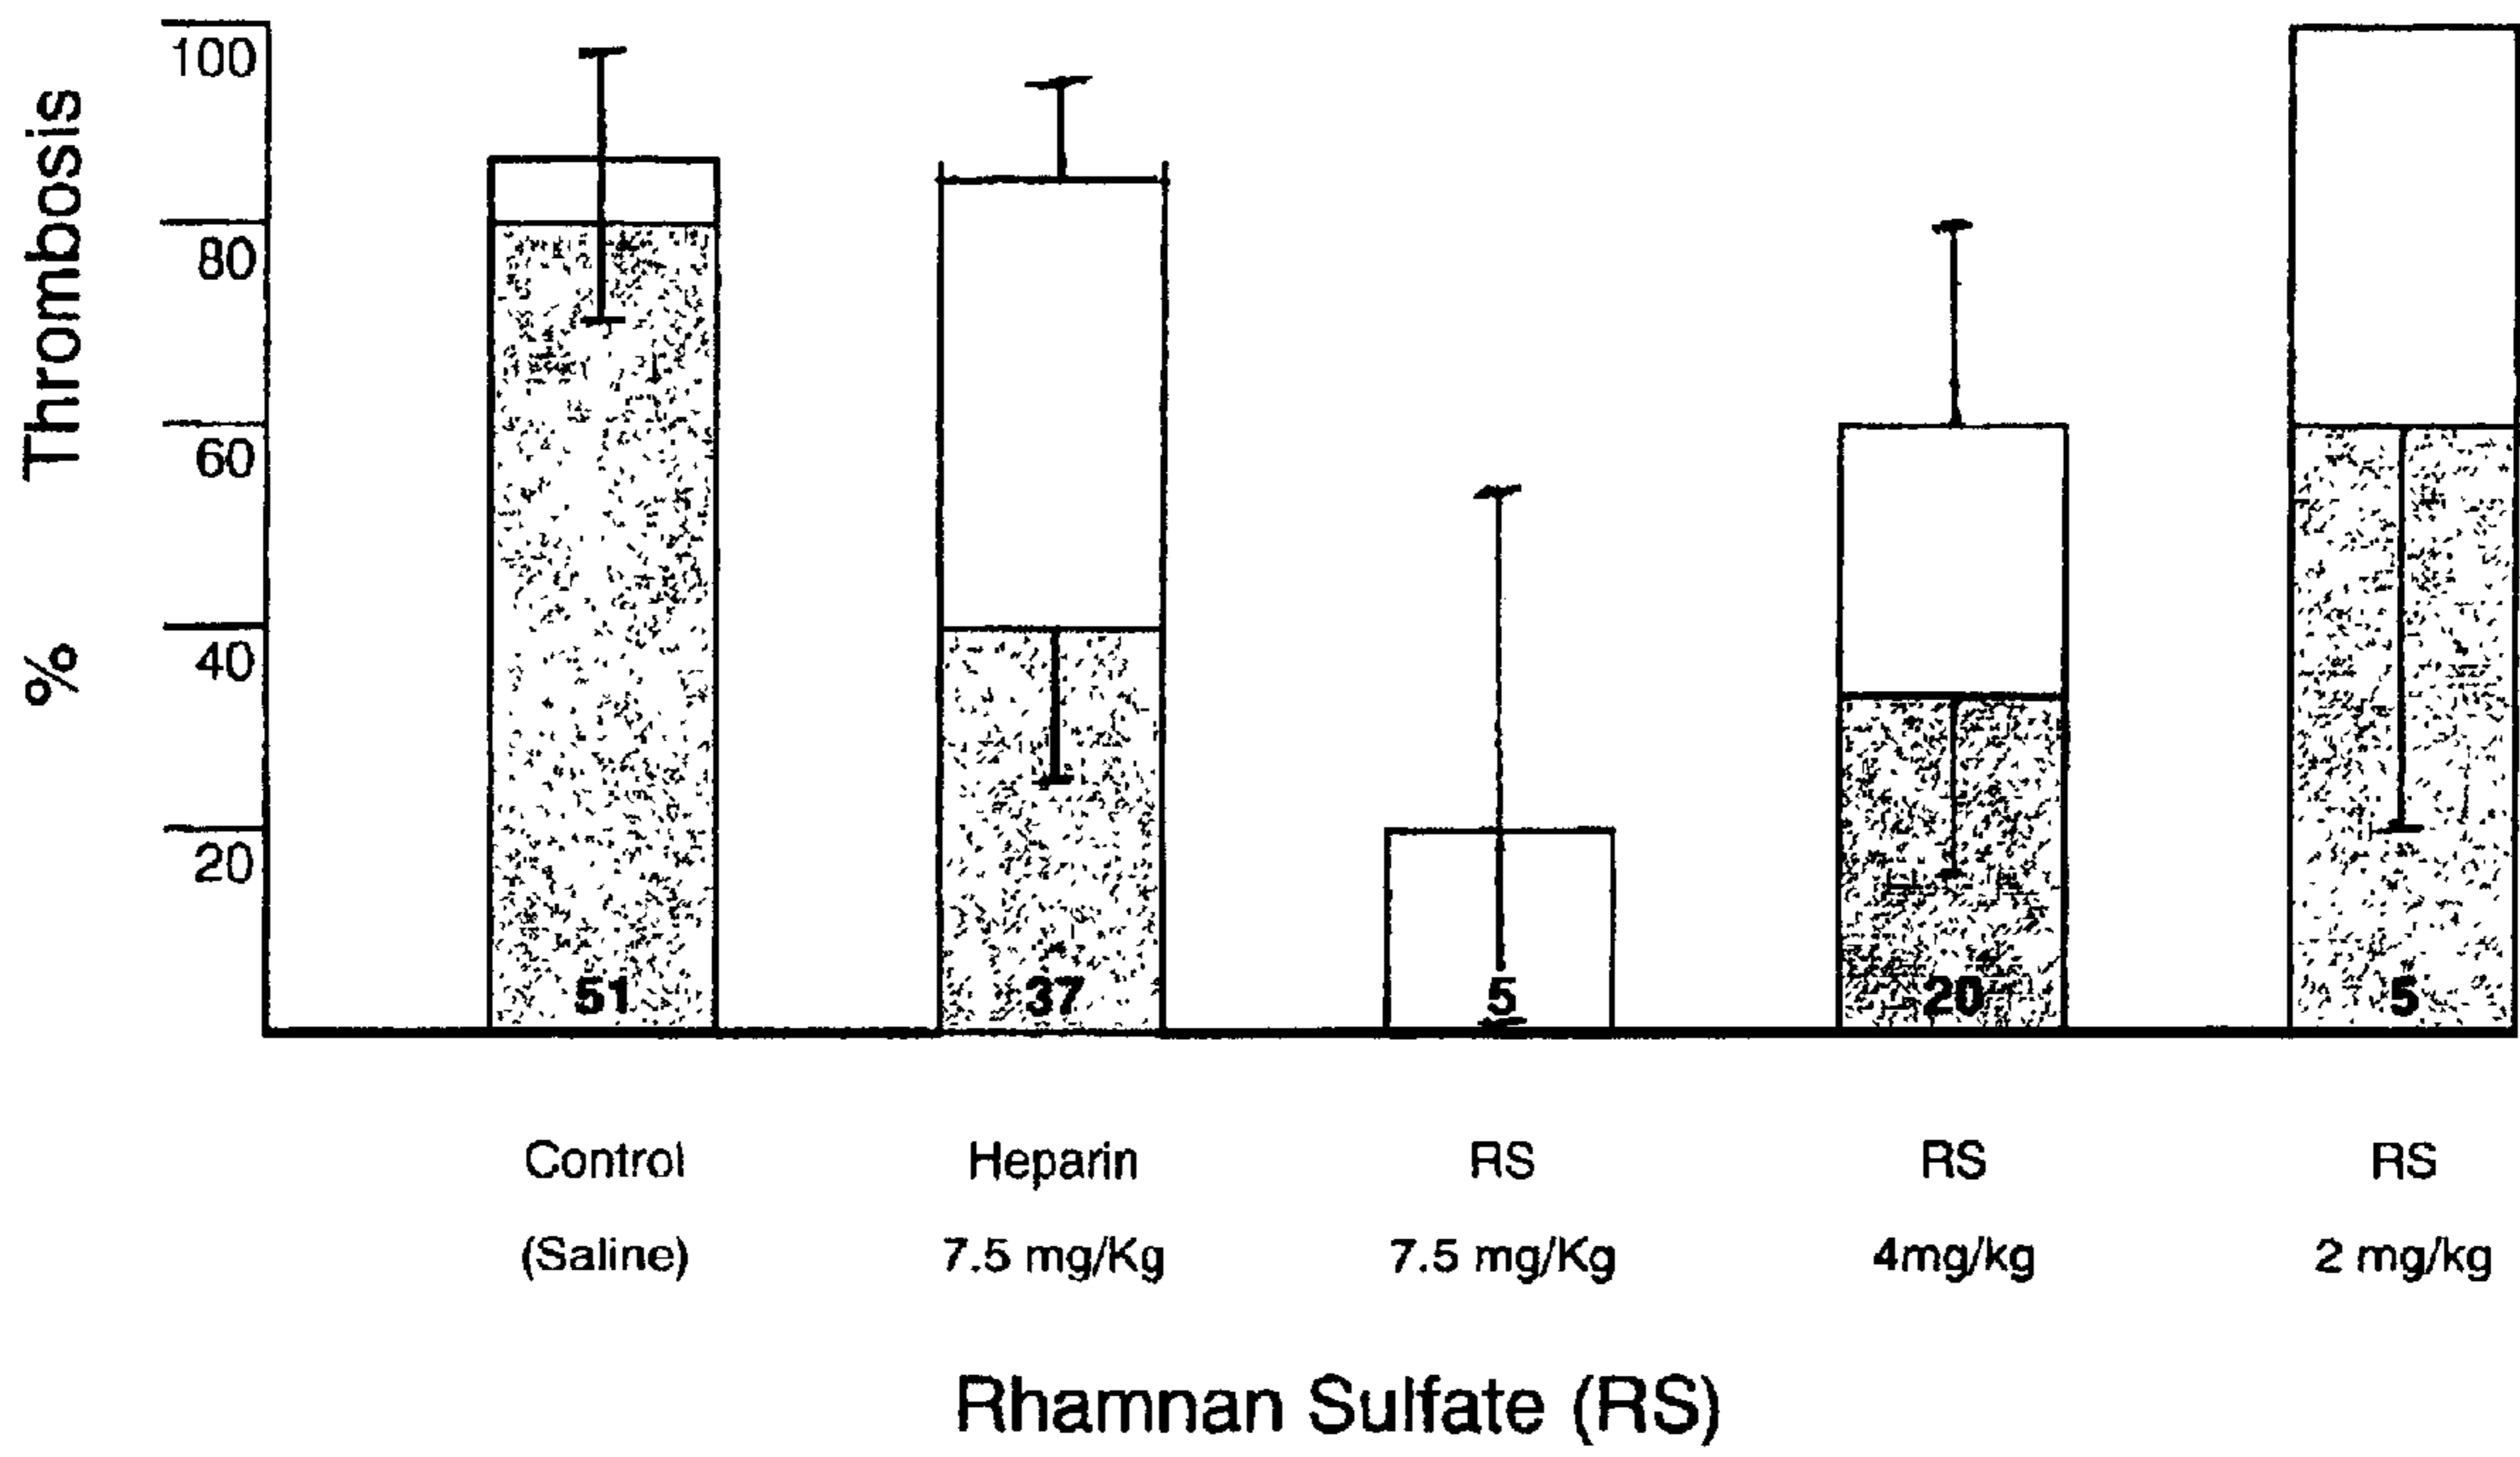 % Thrombosis
100
80
60
40
20
51 37 5 20 5
Control Heparin RS RS RS
(Saline) 7.5 mg/Kg 7.5 mg/Kg 4mg/kg 2 mg/kg
Rhamnan Sulfate (RS)